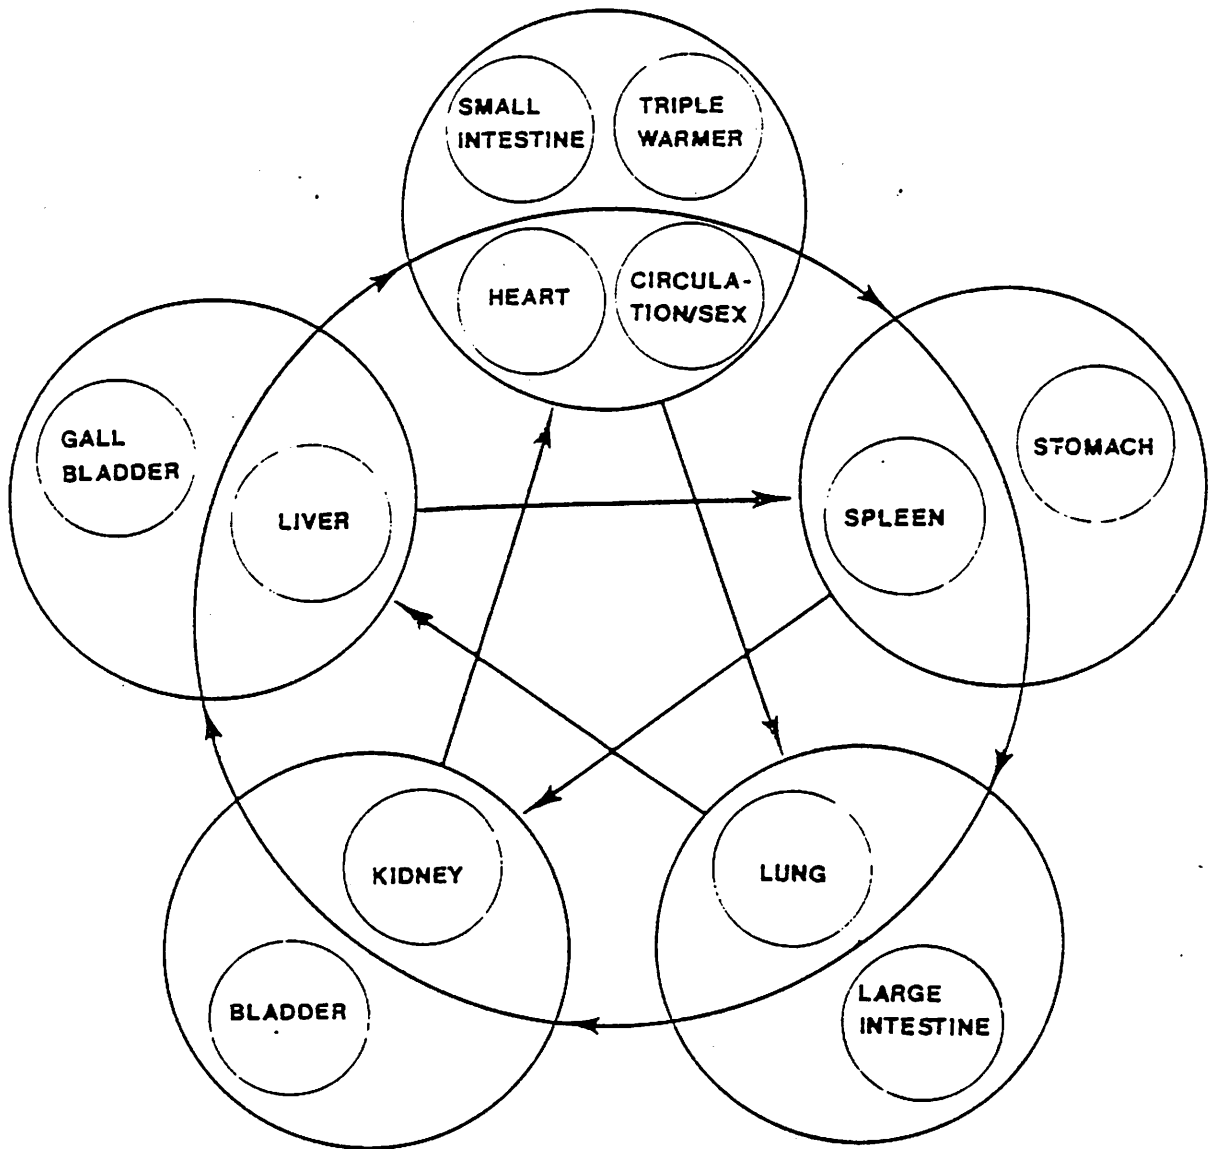 SMALL
INTESTINE
TRIPLE
WARMER
HEART
CIRCULA-
TION/SEX
GALL
BLADDER
LIVER
SPLEEN
STOMACH
KIDNEY
BLADDER
LUNG
LARGE
INTESTINE